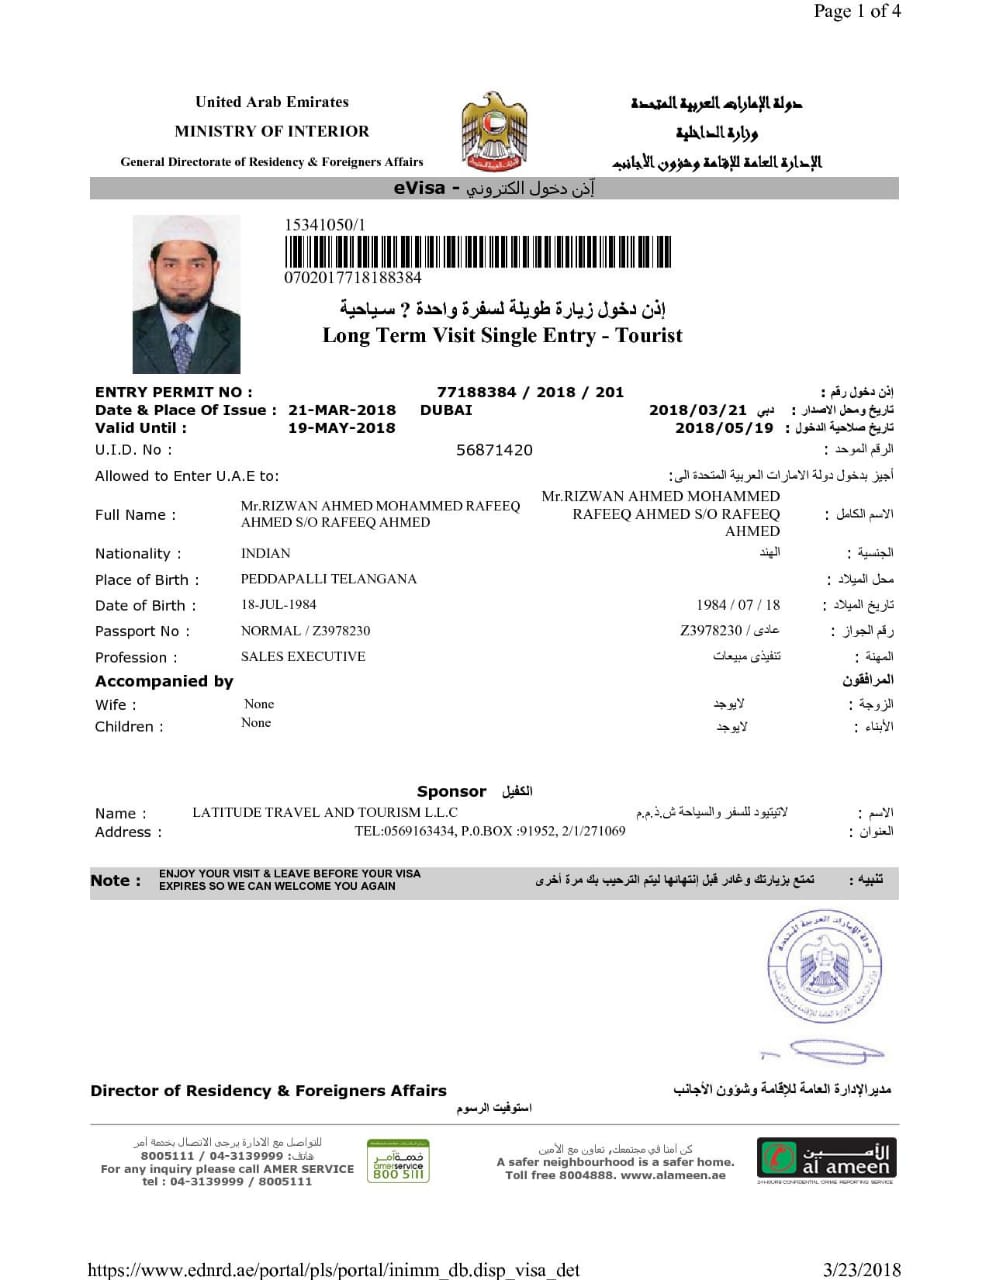 Page 1 of 4
United Arab Emirates
دولة الإمارات العربية المتحدة
MINISTRY OF INTERIOR
وزارة الداخلية
General Directorate of Residency & Foreigners Affairs
الإدارة العامة للإقامة وشؤون الأجانب
eVisa - إذن دخول الكتروني
15341050/1
0702017718188384
إذن دخول زيارة طويلة لسفرة واحدة ? سياحية
Long Term Visit Single Entry - Tourist
ENTRY PERMIT NO : 77188384 / 2018 / 201 إذن دخول رقم :
Date & Place Of Issue : 21-MAR-2018 DUBAI 2018/03/21 دبي تاريخ ومحل الاصدار :
Valid Until : 19-MAY-2018 2018/05/19 تاريخ صلاحية الدخول :
U.I.D. No : 56871420 الرقم الموحد :
Allowed to Enter U.A.E to: أجيز بدخول دولة الامارات العربية المتحدة الى:
Full Name : Mr.RIZWAN AHMED MOHAMMED RAFEEQ AHMED S/O RAFEEQ AHMED
Mr.RIZWAN AHMED MOHAMMED RAFEEQ AHMED S/O RAFEEQ AHMED الاسم الكامل :
Nationality : INDIAN الهند الجنسية :
Place of Birth : PEDDAPALLI TELANGANA محل الميلاد :
Date of Birth : 18-JUL-1984 1984 / 07 / 18 تاريخ الميلاد :
Passport No : NORMAL / Z3978230 عادى / Z3978230 رقم الجواز :
Profession : SALES EXECUTIVE تنفيذى مبيعات المهنة :
Accompanied by المرافقون
Wife : None لايوجد الزوجة :
Children : None لايوجد الأبناء :
Sponsor الكفيل
Name : LATITUDE TRAVEL AND TOURISM L.L.C لاتيتيود للسفر والسياحة ش.ذ.م.م الاسم :
Address : TEL:0569163434, P.0.BOX :91952, 2/1/271069 العنوان :
Note : ENJOY YOUR VISIT & LEAVE BEFORE YOUR VISA
EXPIRES SO WE CAN WELCOME YOU AGAIN
تنبيه : تمتع بزيارتك وغادر قبل إنتهائها ليتم الترحيب بك مرة أخرى
Director of Residency & Foreigners Affairs مديرالإدارة العامة للإقامة وشؤون الأجانب
استوفيت الرسوم
للتواصل مع الادارة يرجى الاتصال بخدمة آمر
هاتف: 04-3139999 / 8005111
For any inquiry please call AMER SERVICE
tel : 04-3139999 / 8005111
خدمة آمر
amerservice
800 5111
كن آمنا في مجتمعك, تعاون مع الأمين
A safer neighbourhood is a safer home.
Toll free 8004888. www.alameen.ae
الأمـــين
al ameen
24-HOURS CONFIDENTIAL CRIME REPORTING SERVICE
https://www.ednrd.ae/portal/pls/portal/inimm_db.disp_visa_det
3/23/2018